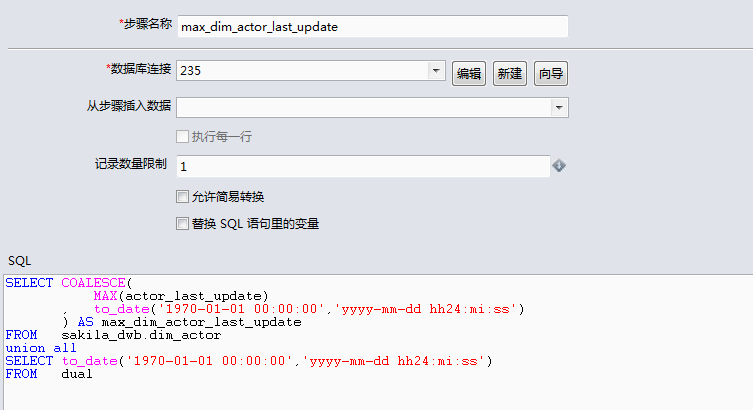 *步骤名称 max_dim_actor_last_update
*数据库连接 235 编辑 新建 向导
从步骤插入数据
执行每一行
记录数量限制 1
允许简易转换
替换 SQL 语句里的变量
SQL
SELECT COALESCE(
MAX(actor_last_update)
, to_date('1970-01-01 00:00:00','yyyy-mm-dd hh24:mi:ss')
) AS max_dim_actor_last_update
FROM sakila_dwb.dim_actor
union all
SELECT to_date('1970-01-01 00:00:00','yyyy-mm-dd hh24:mi:ss')
FROM dual